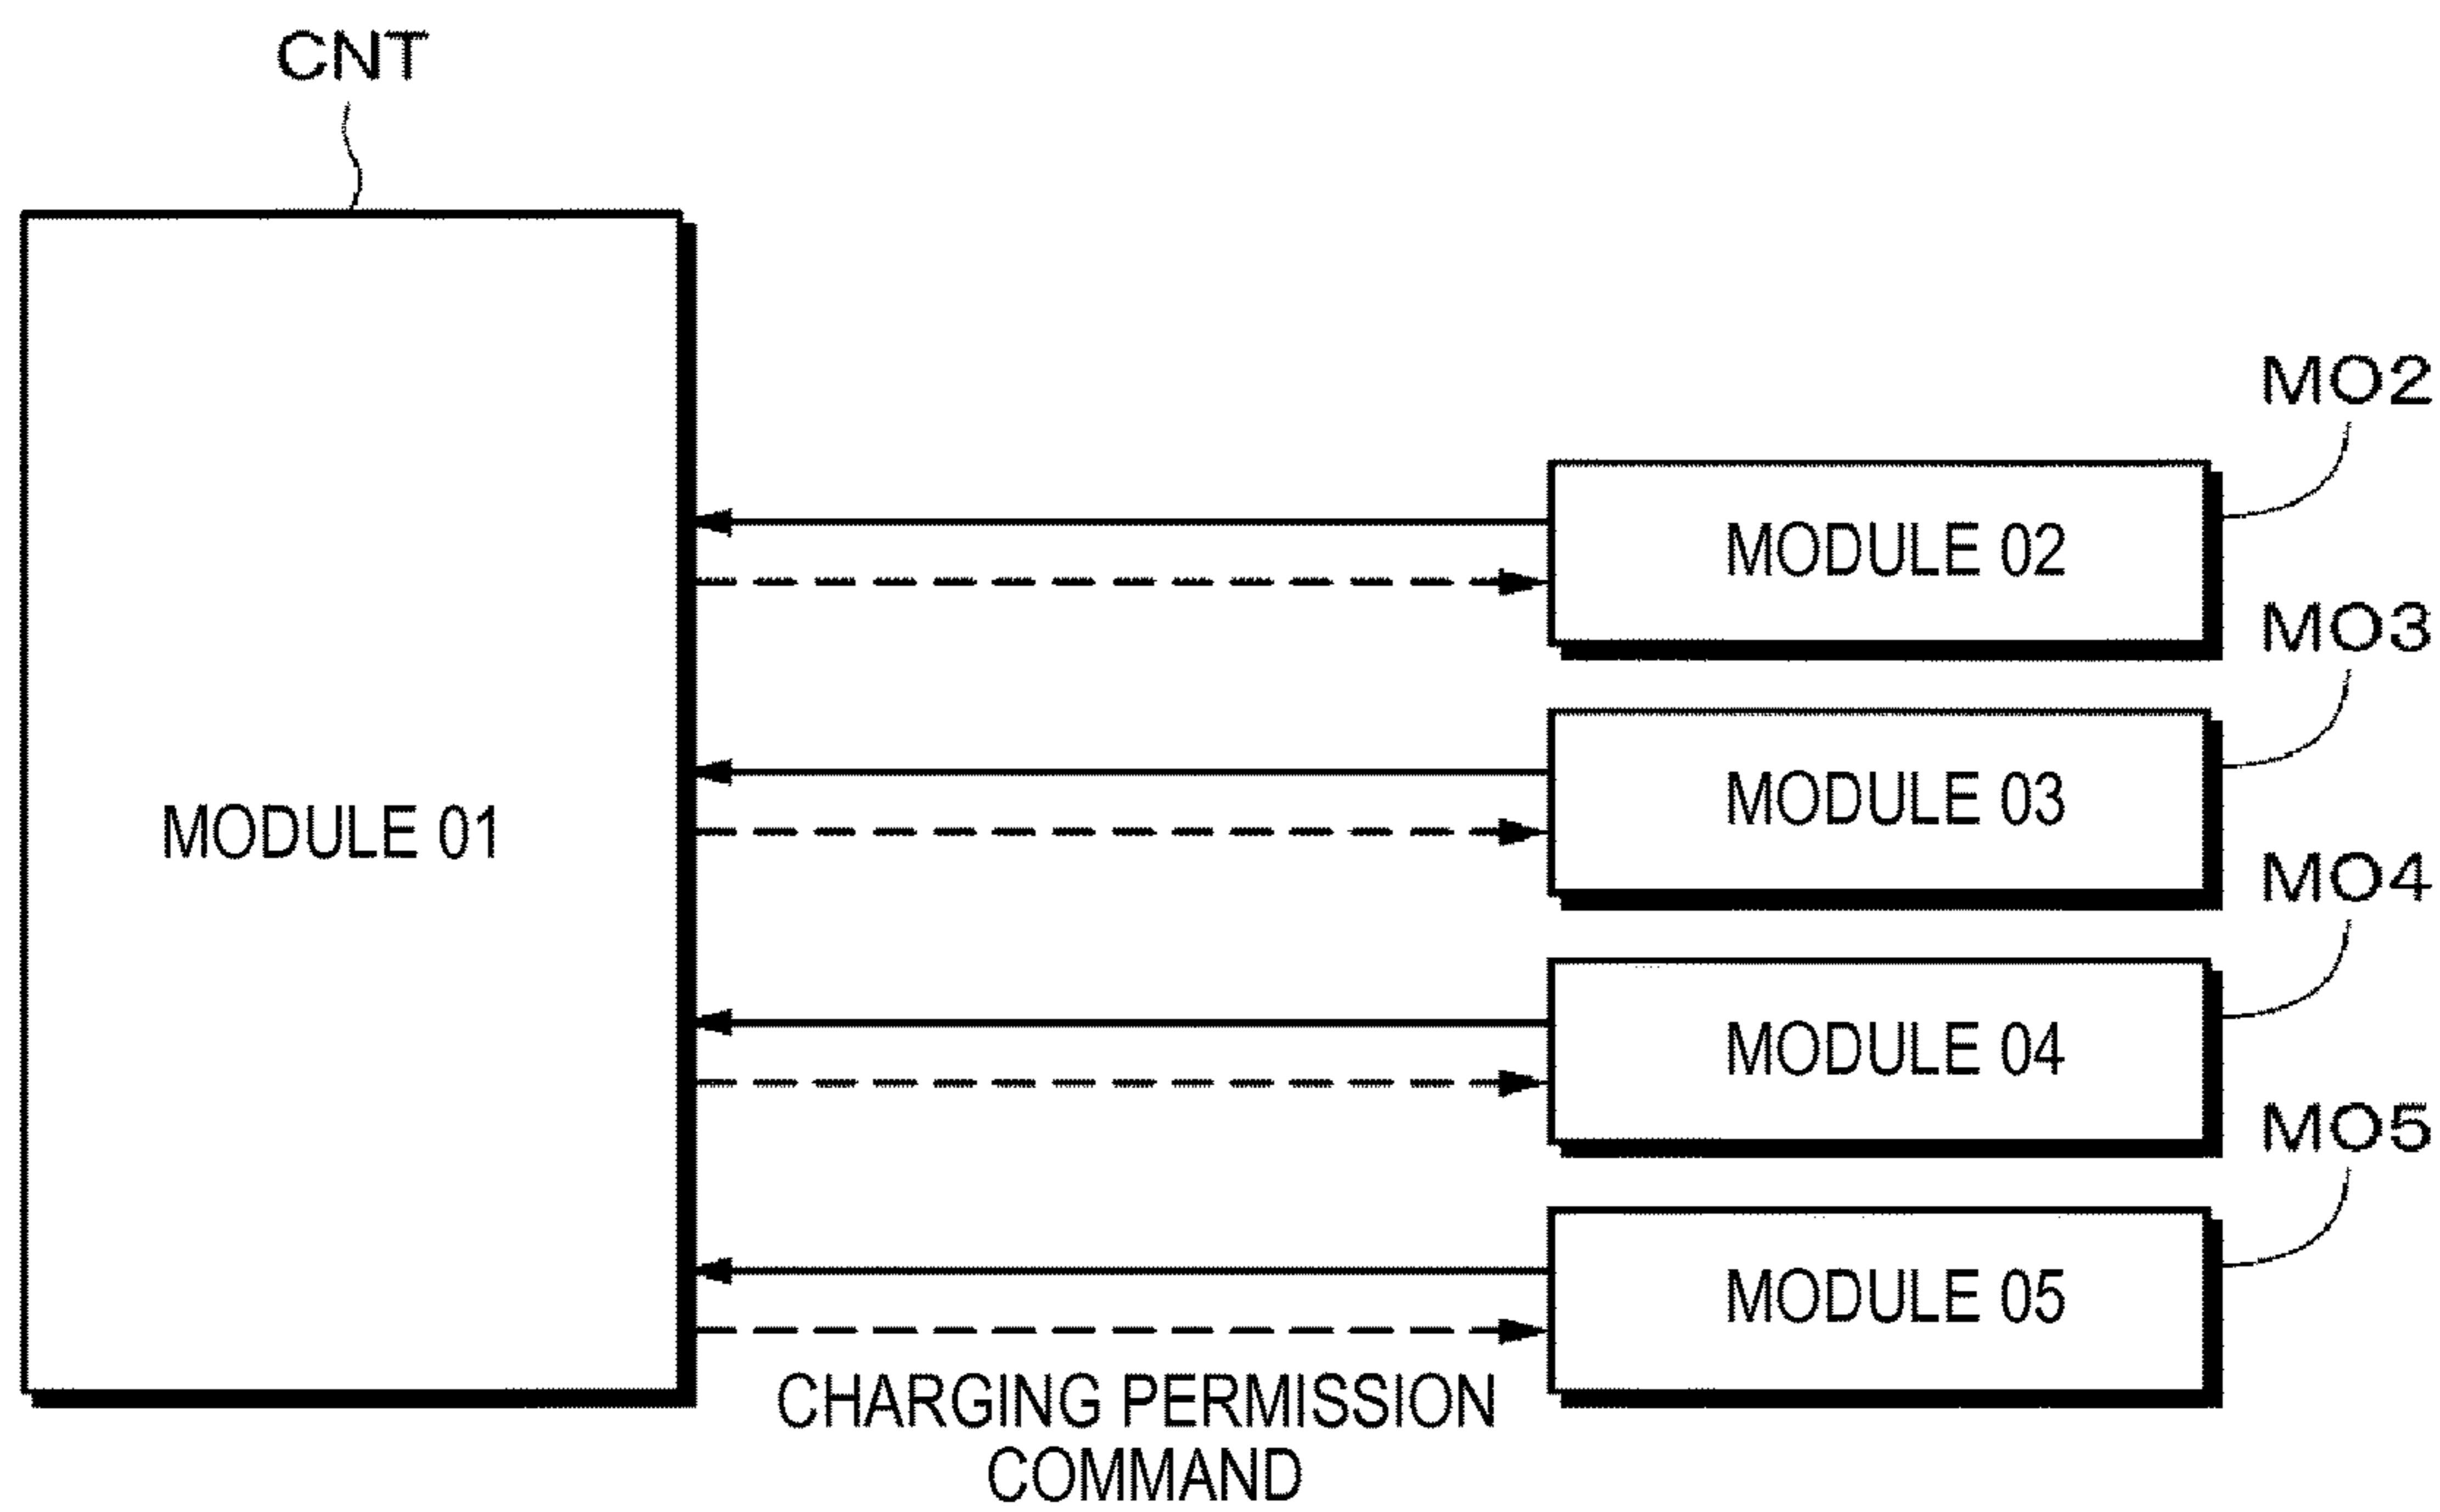 CNT
MO2
MODULE 02
MO3
MODULE 03
MODULE 01
MO4
MODULE 04
MO5
MODULE 05
CHARGING PERMISSION
COMMAND